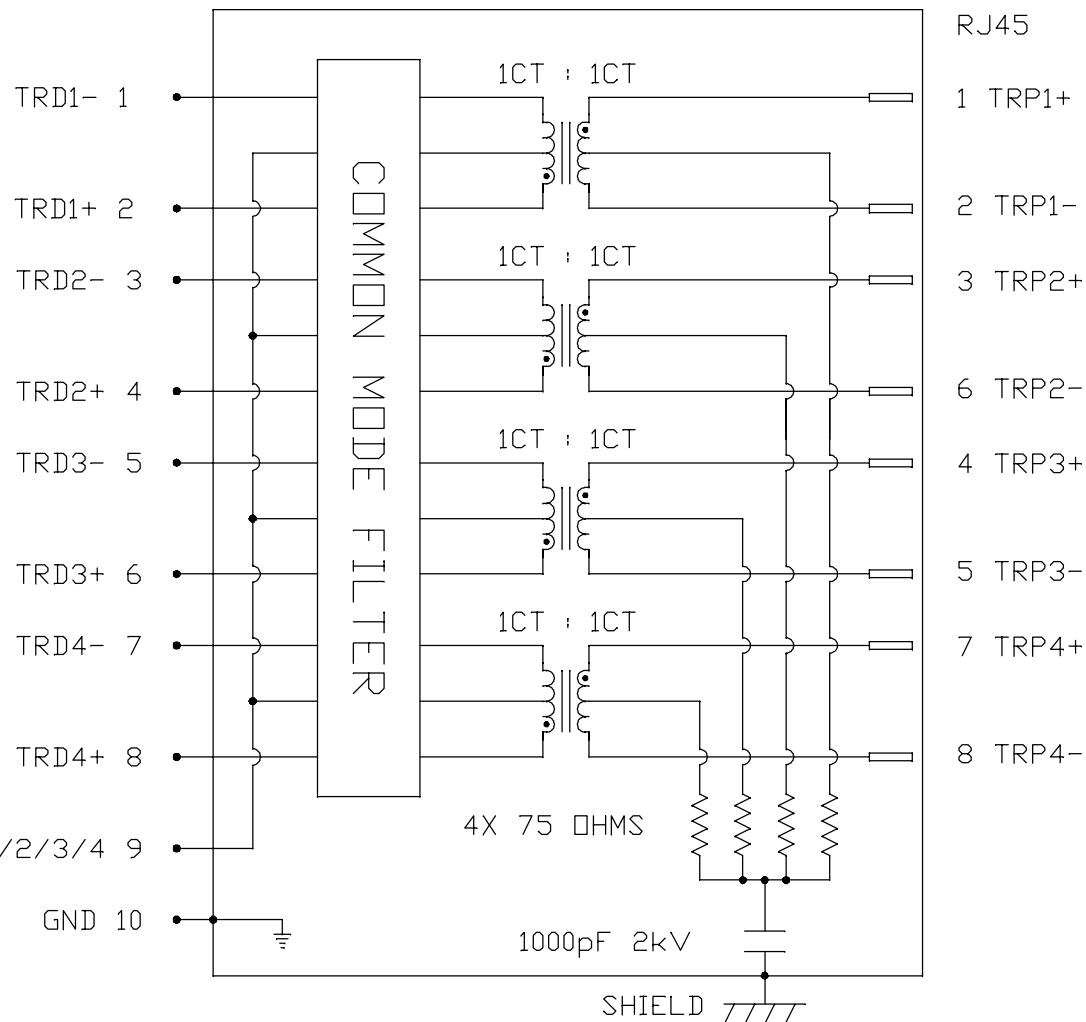 RJ45
1CT : 1CT
TRD1- 1
1 TRP1+
TRD1+ 2
2 TRP1-
1CT : 1CT
TRD2- 3
3 TRP2+
COMMON MODE FILTER
TRD2+ 4
6 TRP2-
1CT : 1CT
TRD3- 5
4 TRP3+
TRD3+ 6
5 TRP3-
1CT : 1CT
TRD4- 7
7 TRP4+
TRD4+ 8
8 TRP4-
4X 75 OHMS
/2/3/4 9
GND 10
1000pF 2kV
SHIELD